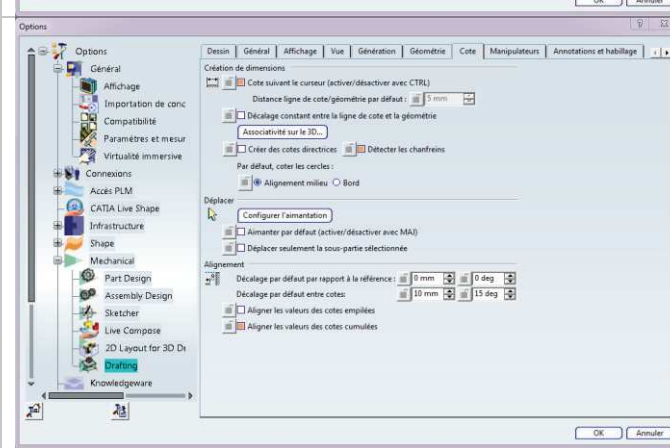 OK Annuler
Options
Options
Général
Affichage
Importation de conc
Compatibilité
Paramètres et mesur
Virtualité immersive
Connexions
Accès PLM
CATIA Live Shape
Infrastructure
Shape
Mechanical
Part Design
Assembly Design
Sketcher
Live Compose
2D Layout for 3D De
Drafting
Knowledgeware
Dessin Général Affichage Vue Génération Géométrie Cote Manipulateurs Annotations et habillage
Création de dimensions
Cote suivant le curseur (activer/désactiver avec CTRL)
Distance ligne de cote/géométrie par défaut : 5 mm
Décalage constant entre la ligne de cote et la géométrie
Associativité sur le 3D...
Créer des cotes directrices Détecter les chanfreins
Par défaut, coter les cercles :
Alignement milieu Bord
Déplacer
Configurer l'aimantation
Aimanter par défaut (activer/désactiver avec MAJ)
Déplacer seulement la sous-partie sélectionnée
Alignement
Décalage par défaut par rapport à la référence : 0 mm 0 deg
Décalage par défaut entre cotes: 10 mm 15 deg
Aligner les valeurs des cotes empilées
Aligner les valeurs des cotes cumulées
OK Annuler